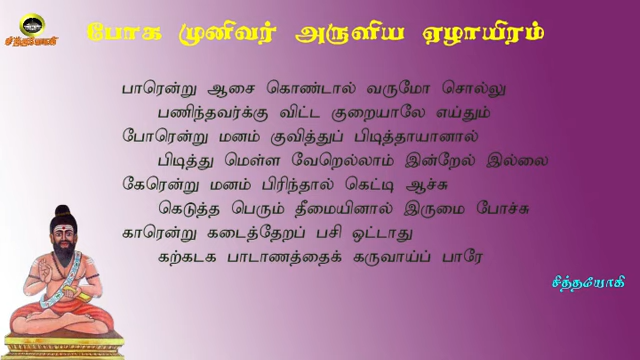 சித்தயோகி
போக முனிவர் அருளிய ஏழாயிரம்
பாரென்று ஆசை கொண்டால் வருமோ சொல்லு
பணிந்தவர்க்கு விட்ட குறையாலே எய்தும்
போரென்று மனம் குவித்துப் பிடித்தாயானால்
பிடித்து மெள்ள வேறெல்லாம் இன்றேல் இல்லை
கேரென்று மனம் பிரிந்தால் கெட்டி ஆச்சு
கெடுத்த பெரும் தீமையினால் இருமை போச்சு
காரென்று கடைத்தேறப் பசி ஒட்டாது
கற்கடக பாடாணத்தைக் கருவாய்ப் பாரே
சித்தயோகி